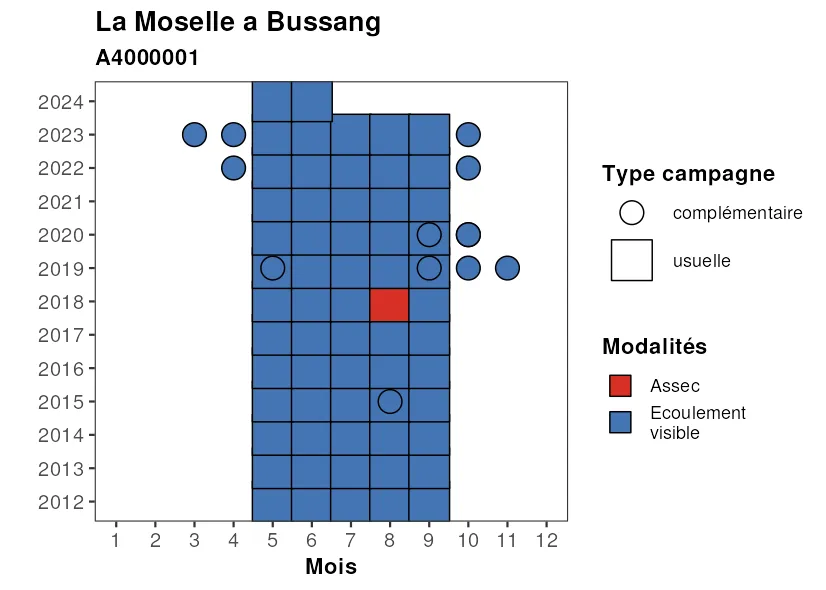 La Moselle a Bussang
A4000001
2024
2023
2022
2021
2020
2019
2018
2017
2016
2015
2014
2013
2012
1 2 3 4 5 6 7 8 9 10 11 12
Mois
Type campagne
complémentaire
usuelle
Modalités
Assec
Ecoulement
visible